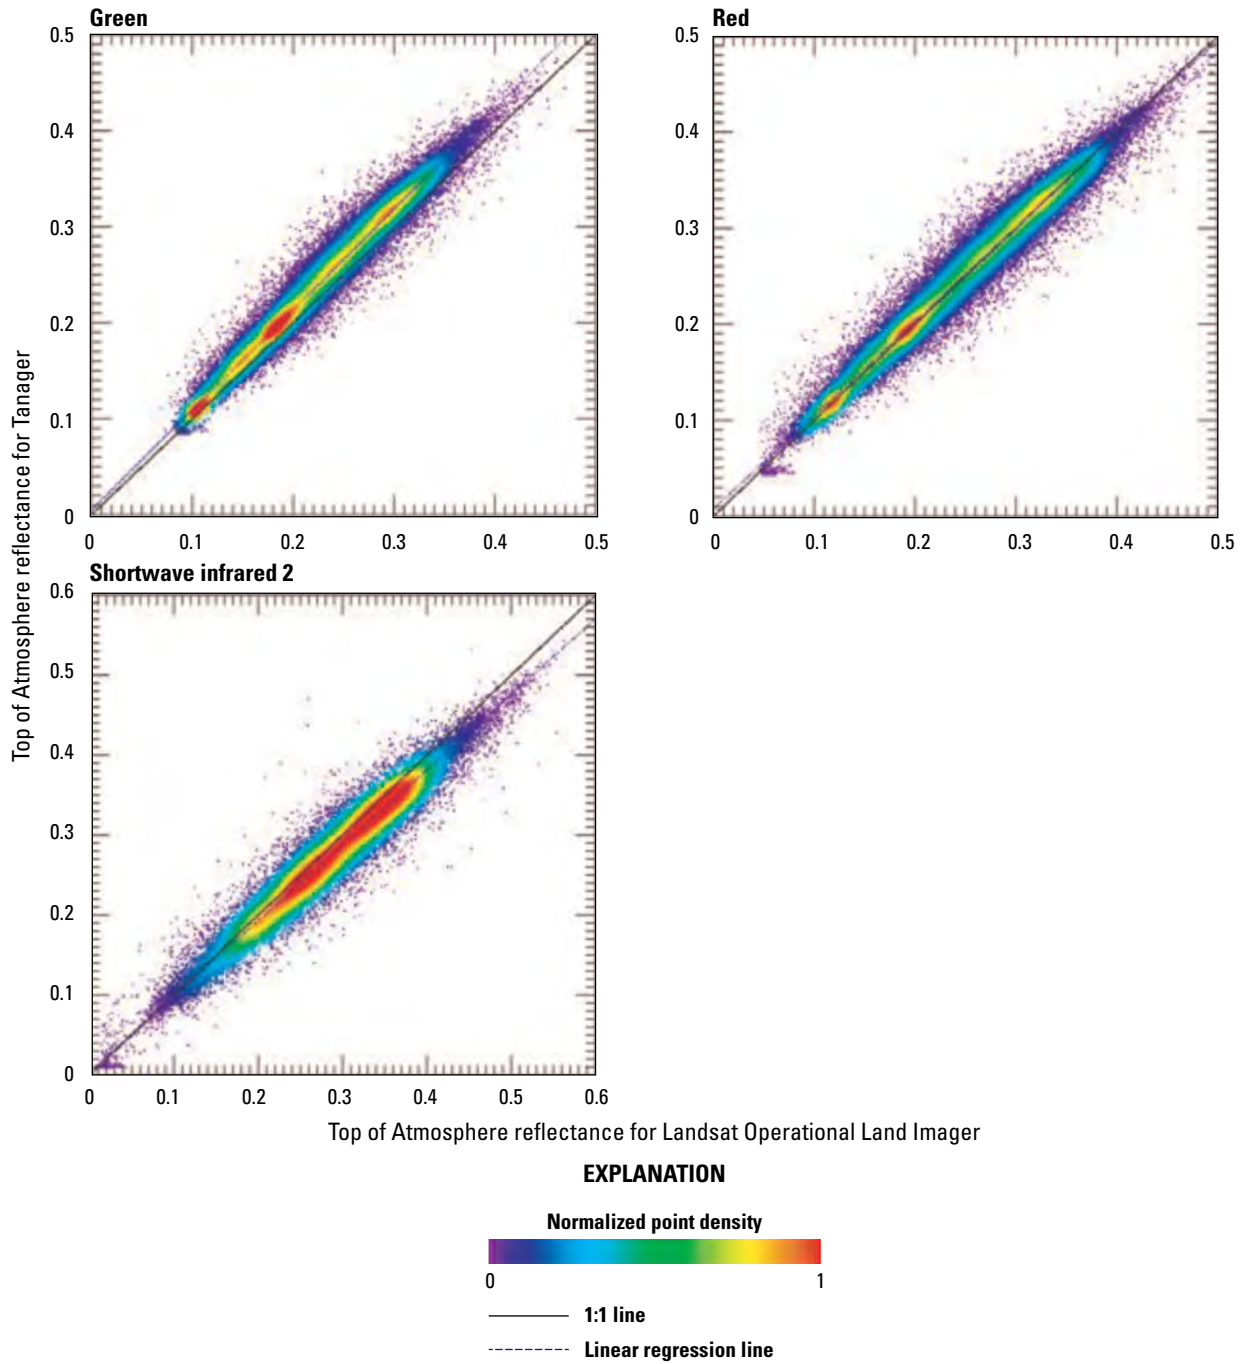 Green
0.5
0.4
0.3
0.2
0.1
0
0 0.1 0.2 0.3 0.4 0.5
Red
0.5
0.4
0.3
0.2
0.1
0
0 0.1 0.2 0.3 0.4 0.5
Top of Atmosphere reflectance for Tanager
Shortwave infrared 2
0.6
0.5
0.4
0.3
0.2
0.1
0
0 0.1 0.2 0.3 0.4 0.5 0.6
Top of Atmosphere reflectance for Landsat Operational Land Imager
EXPLANATION
Normalized point density
0 1
1:1 line
Linear regression line